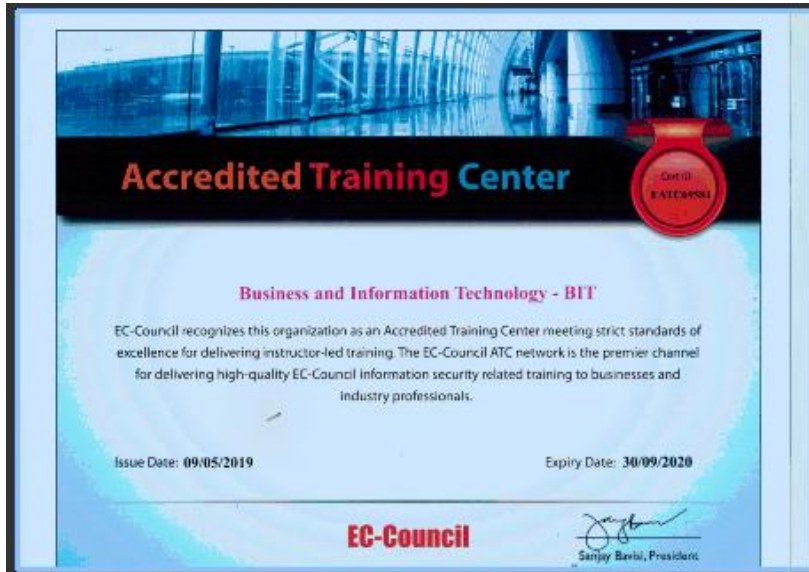 Accredited Training Center
Cert ID
Business and Information Technology - BIT
EC-Council recognizes this organization as an Accredited Training Center meeting strict standards of
excellence for delivering instructor-led training. The EC-Council ATC network is the premier channel
for delivering high-quality EC-Council information security related training to businesses and
industry professionals.
Issue Date: 09/05/2019
Expiry Date: 30/09/2020
EC-Council
Sanjay Bavisi, President